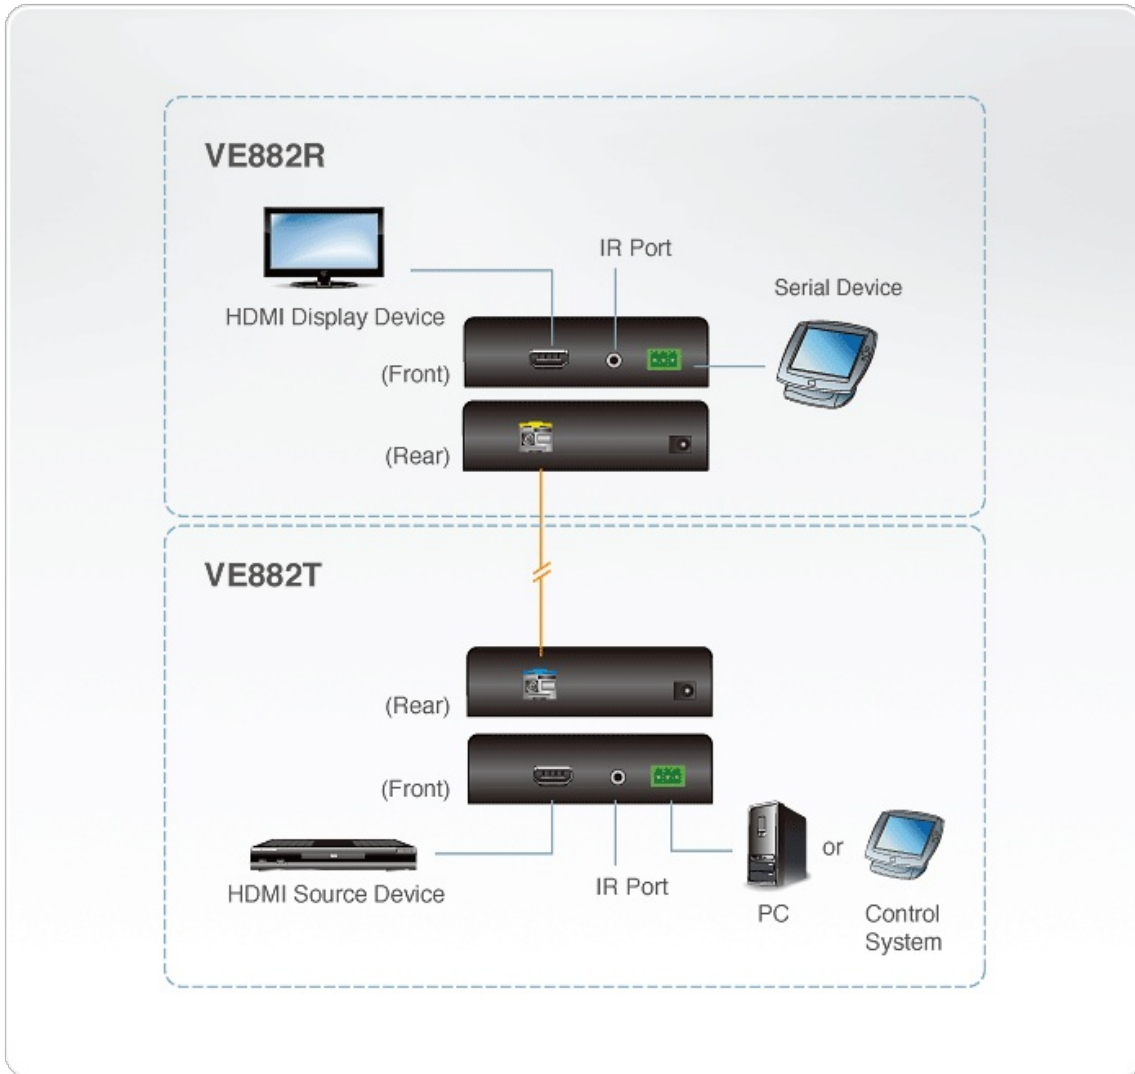 VE882R
IR Port
Serial Device
HDMI Display Device
(Front)
(Rear)
VE882T
(Rear)
(Front)
or
HDMI Source Device
IR Port
PC
Control
System